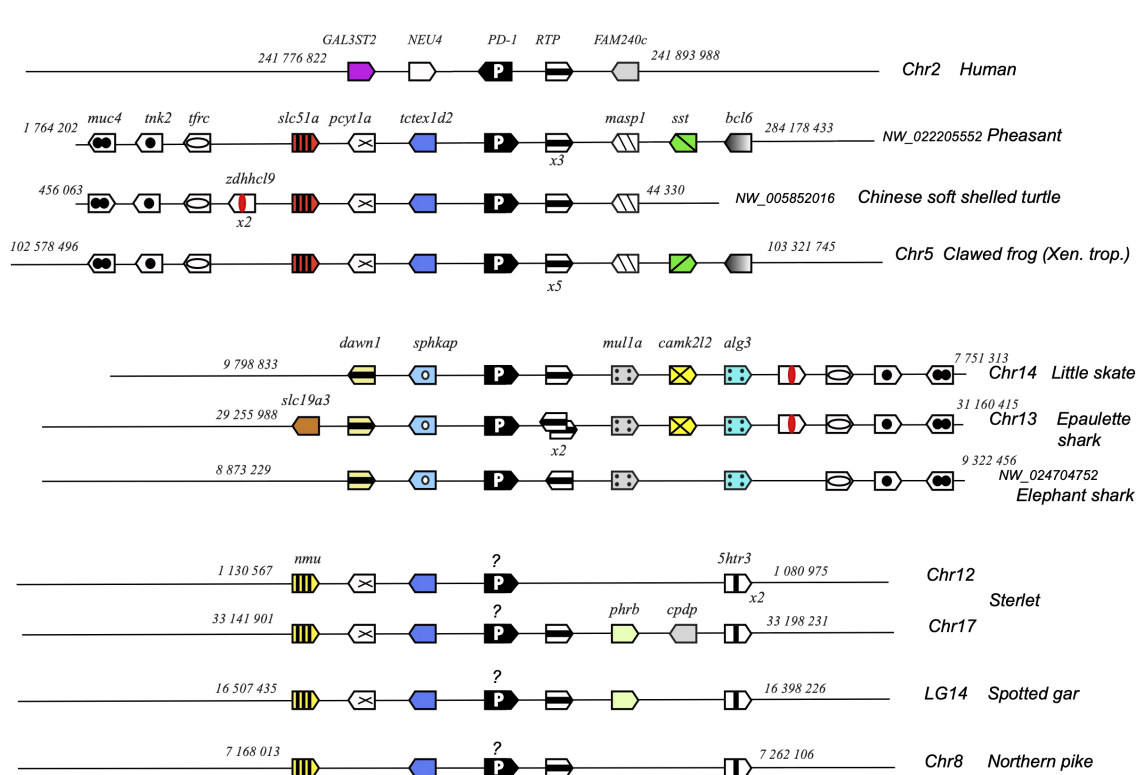 GAL3ST2 NEU4 PD-1 RTP FAM240c
241 776 822 241 893 988
P
Chr2 Human
muc4 tnk2 tfrc slc51a pcyt1a tctex1d2 masp1 sst bcl6
1 764 202 284 178 433
P
NW_022205552 Pheasant
x3
zdhhcl9
456 063 44 330
P
NW_005852016 Chinese soft shelled turtle
x2
102 578 496 103 321 745
P
Chr5 Clawed frog (Xen. trop.)
x5
dawn1 sphkap mul1a camk2l2 alg3
9 798 833 7 751 313
P
Chr14 Little skate
slc19a3
29 255 988 31 160 415
P
Chr13 Epaulette
shark
x2
8 873 229 9 322 456
P
NW_024704752
Elephant shark
nmu ? 5htr3
1 130 567 1 080 975
P
Chr12
x2
Sterlet
? phrb cpdp
33 141 901 33 198 231
P
Chr17
?
16 507 435 16 398 226
P
LG14 Spotted gar
?
7 168 013 7 262 106
P
Chr8 Northern pike